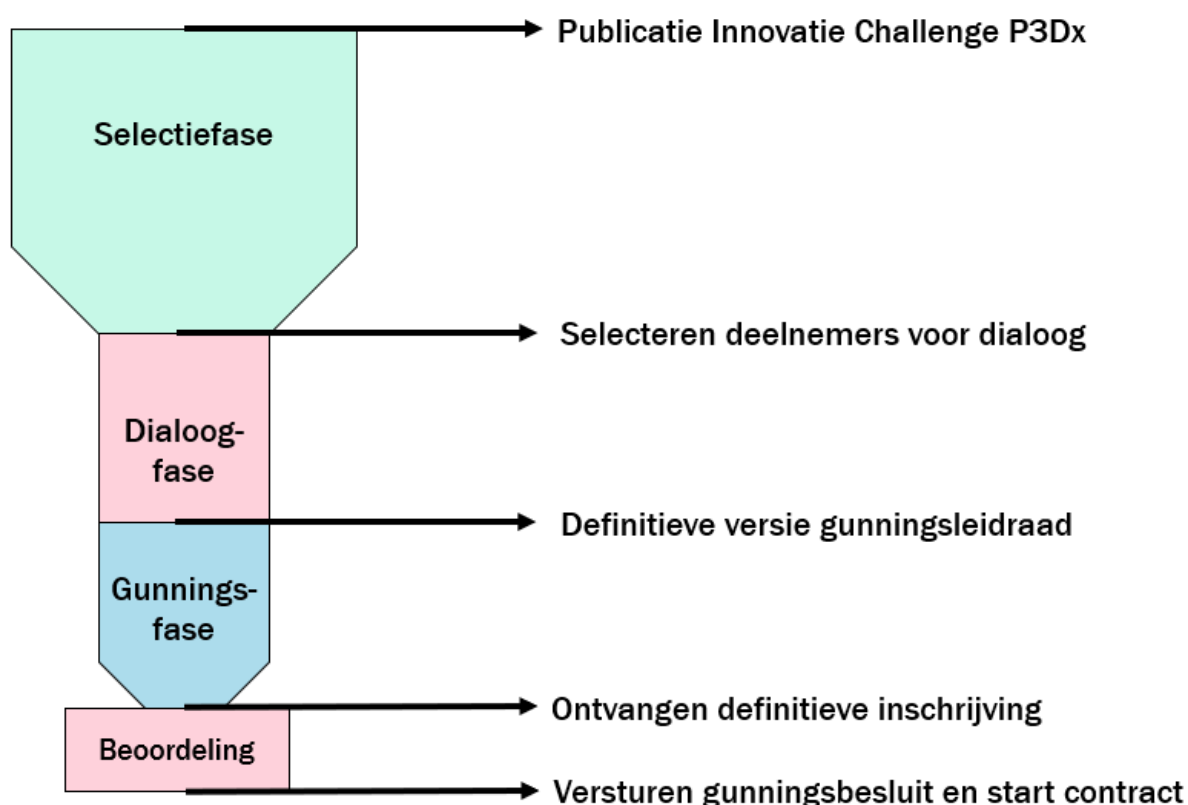 Publicatie Innovatie Challenge P3Dx
Selectiefase
Selecteren deelnemers voor dialoog
Dialoog-
fase
Definitieve versie gunningsleidraad
Gunnings-
fase
Ontvangen definitieve inschrijving
Beoordeling
Versturen gunningsbesluit en start contract